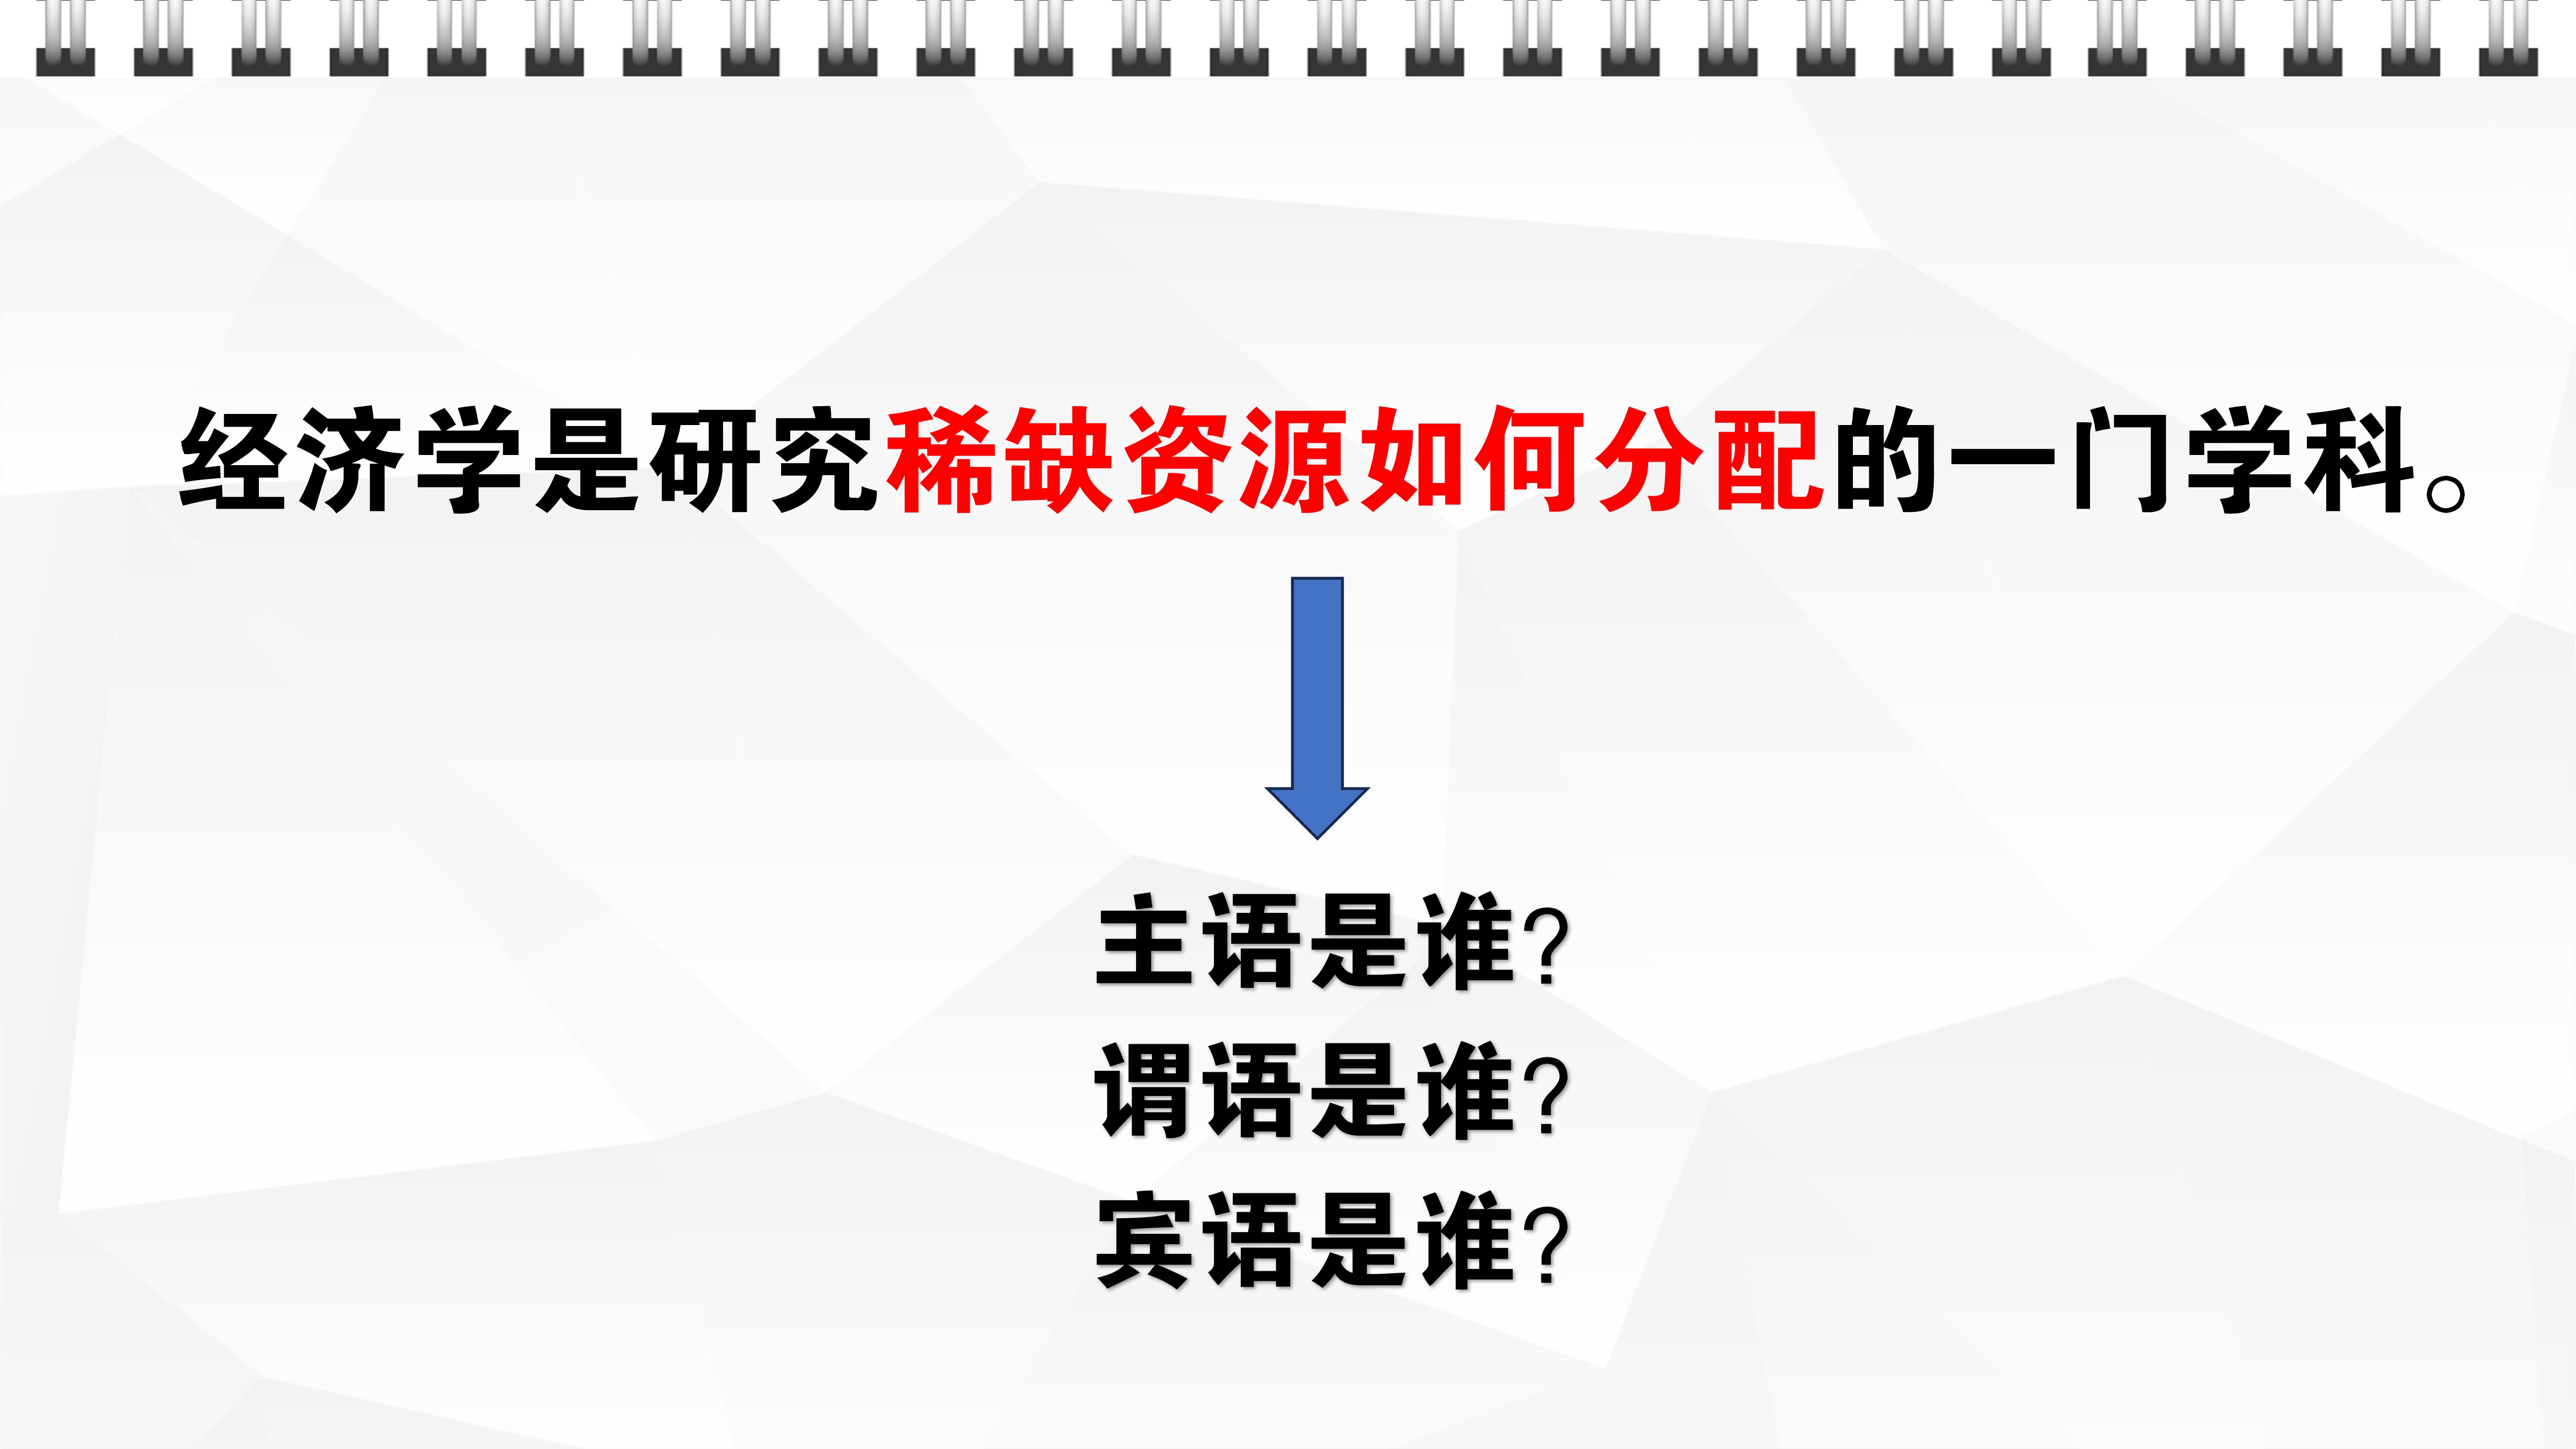 经济学是研究稀缺资源如何分配的一门学科。
主语是谁?
谓语是谁?
宾语是谁?